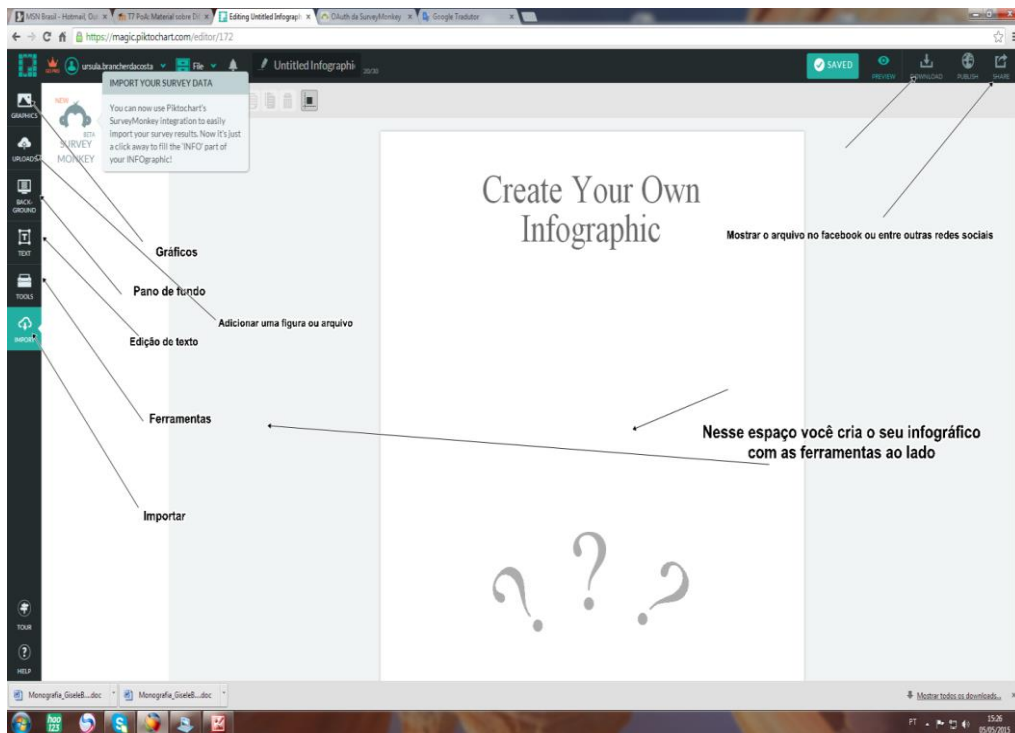 MSN Brasil - Hotmail, Ou
T7 PoA: Material sobre Di
Editing Untitled Infograph
OAuth da SurveyMonkey
Google Tradutor
https://magic.piktochart.com/editor/172
ursula.brancherdacosta
File
Untitled Infographi
20/30
SAVED
PREVIEW
DOWNLOAD
PUBLISH
SHARE
GRAPHICS
UPLOADS
BACK-
GROUND
TEXT
TOOLS
IMPORT
NEW
BETA
SURVEY
MONKEY
IMPORT YOUR SURVEY DATA
You can now use Piktochart's
SurveyMonkey integration to easily
import your survey results. Now it's just
a click away to fill the 'INFO' part of
your INFOgraphic!
Create Your Own
Infographic
Mostrar o arquivo no facebook ou entre outras redes sociais
Gráficos
Pano de fundo
Adicionar uma figura ou arquivo
Edição de texto
Ferramentas
Nesse espaço você cria o seu infográfico
com as ferramentas ao lado
Importar
? ? ?
TOUR
HELP
Monografia_GiseleB....doc
Monografia_GiseleB....doc
Mostrar todos os downloads...
hao
123
PT
15:26
05/05/2015